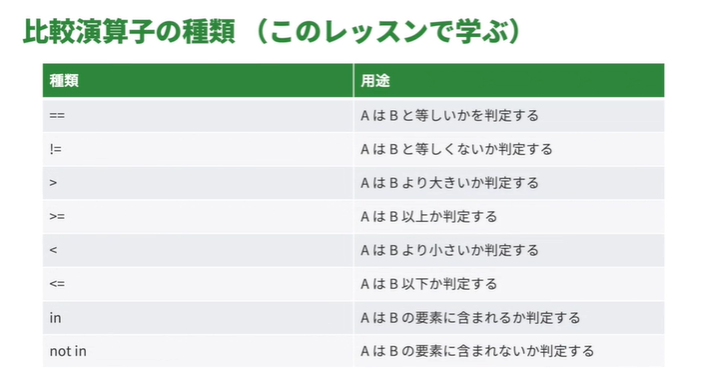 比較演算子の種類 （このレッスンで学ぶ）
種類 用途
== A は B と等しいかを判定する
!= A は B と等しくないか判定する
> A は B より大きいか判定する
>= A は B 以上か判定する
< A は B より小さいか判定する
<= A は B 以下か判定する
in A は B の要素に含まれるか判定する
not in A は B の要素に含まれないか判定する